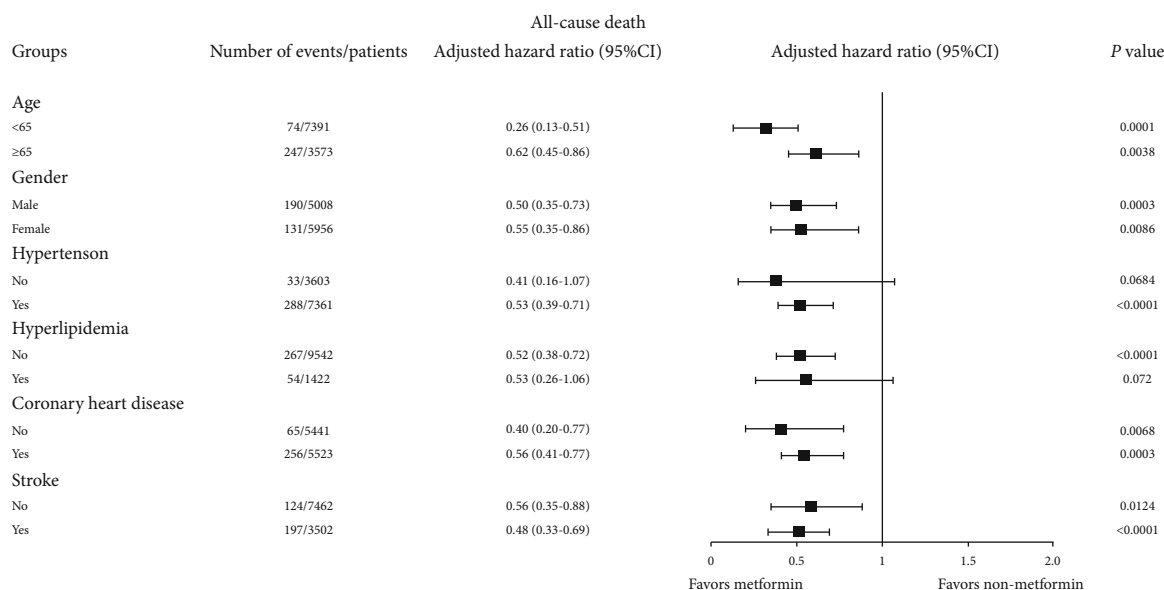 All-cause death
Groups Number of events/patients Adjusted hazard ratio (95%CI) Adjusted hazard ratio (95%CI) P value
Age
<65 74/7391 0.26 (0.13-0.51) 0.0001
≥65 247/3573 0.62 (0.45-0.86) 0.0038
Gender
Male 190/5008 0.50 (0.35-0.73) 0.0003
Female 131/5956 0.55 (0.35-0.86) 0.0086
Hypertenson
No 33/3603 0.41 (0.16-1.07) 0.0684
Yes 288/7361 0.53 (0.39-0.71) <0.0001
Hyperlipidemia
No 267/9542 0.52 (0.38-0.72) <0.0001
Yes 54/1422 0.53 (0.26-1.06) 0.072
Coronary heart disease
No 65/5441 0.40 (0.20-0.77) 0.0068
Yes 256/5523 0.56 (0.41-0.77) 0.0003
Stroke
No 124/7462 0.56 (0.35-0.88) 0.0124
Yes 197/3502 0.48 (0.33-0.69) <0.0001
0 0.5 1 1.5 2.0
Favors metformin Favors non-metformin